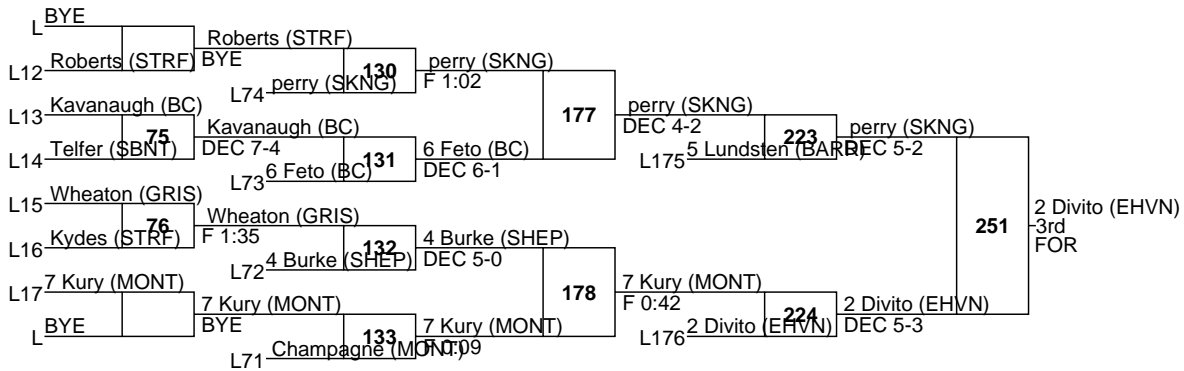 L BYE
L12 Roberts (STRF)
Roberts (STRF)
BYE
L13 Kavanaugh (BC)
75
L14 Telfer (SBNT)
Kavanaugh (BC)
DEC 7-4
L15 Wheaton (GRIS)
76
L16 Kydes (STRF)
Wheaton (GRIS)
F 1:35
L17 7 Kury (MONT)
L BYE
7 Kury (MONT)
BYE
130
L74 perry (SKNG)
perry (SKNG)
F 1:02
131
L73 6 Feto (BC)
6 Feto (BC)
DEC 6-1
132
L72 4 Burke (SHEP)
4 Burke (SHEP)
DEC 5-0
133
L71 Champagne (MONT)
7 Kury (MONT)
F 0:09
177
perry (SKNG)
DEC 4-2
178
7 Kury (MONT)
F 0:42
223
L175 5 Lundsten (BARR)
perry (SKNG)
DEC 5-2
224
L176 2 Divito (EHVN)
2 Divito (EHVN)
DEC 5-3
251
2 Divito (EHVN)
3rd
FOR